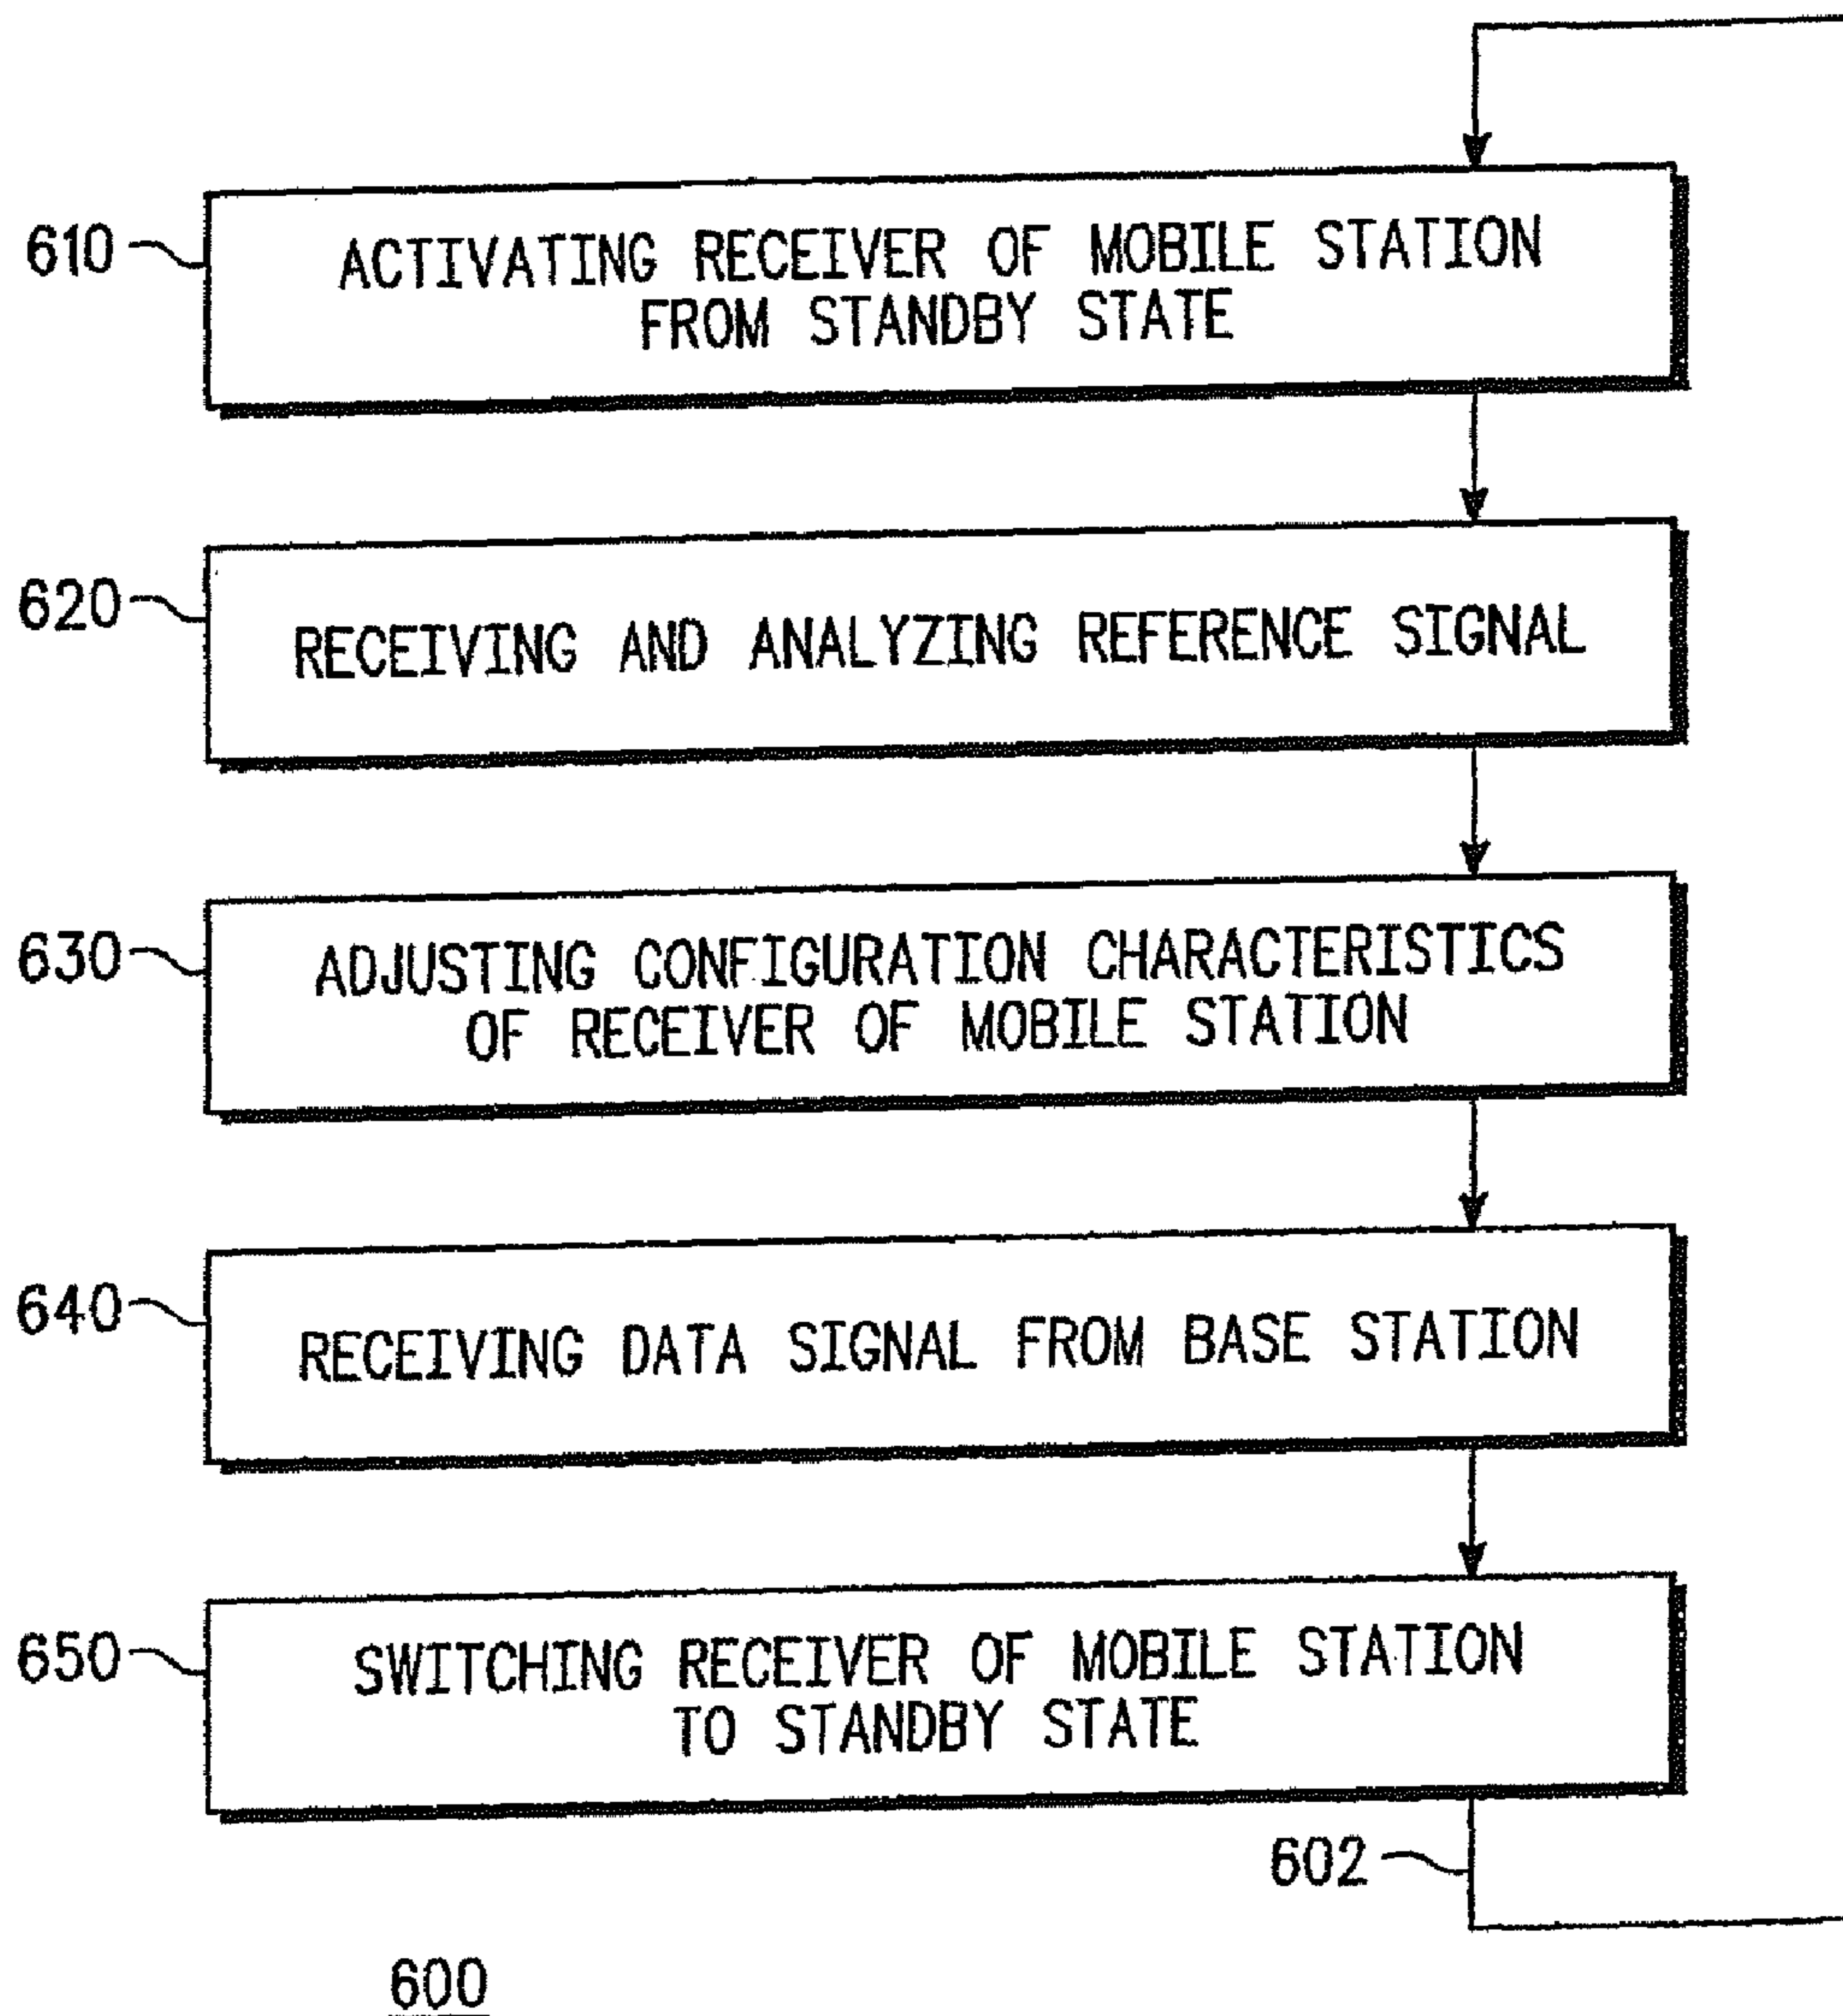 610
ACTIVATING RECEIVER OF MOBILE STATION
FROM STANDBY STATE
620
RECEIVING AND ANALYZING REFERENCE SIGNAL
630
ADJUSTING CONFIGURATION CHARACTERISTICS
OF RECEIVER OF MOBILE STATION
640
RECEIVING DATA SIGNAL FROM BASE STATION
650
SWITCHING RECEIVER OF MOBILE STATION
TO STANDBY STATE
602
600